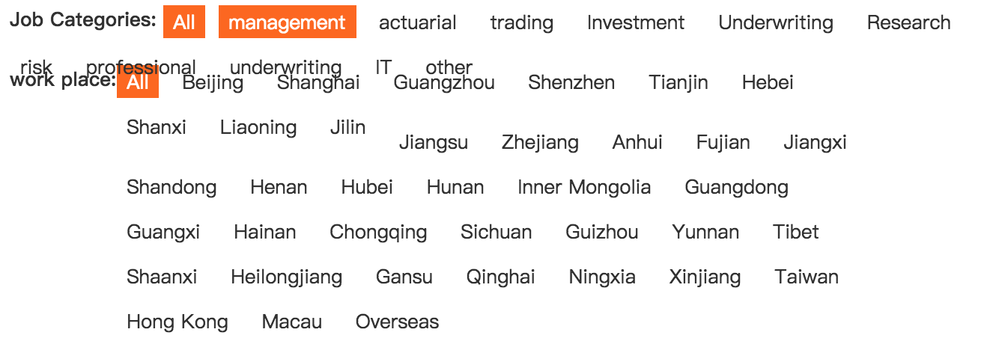 Job Categories: All management actuarial trading Investment Underwriting Research
risk professional underwriting IT other
work place: All Beijing Shanghai Guangzhou Shenzhen Tianjin Hebei
Shanxi Liaoning Jilin
Jiangsu Zhejiang Anhui Fujian Jiangxi
Shandong Henan Hubei Hunan Inner Mongolia Guangdong
Guangxi Hainan Chongqing Sichuan Guizhou Yunnan Tibet
Shaanxi Heilongjiang Gansu Qinghai Ningxia Xinjiang Taiwan
Hong Kong Macau Overseas